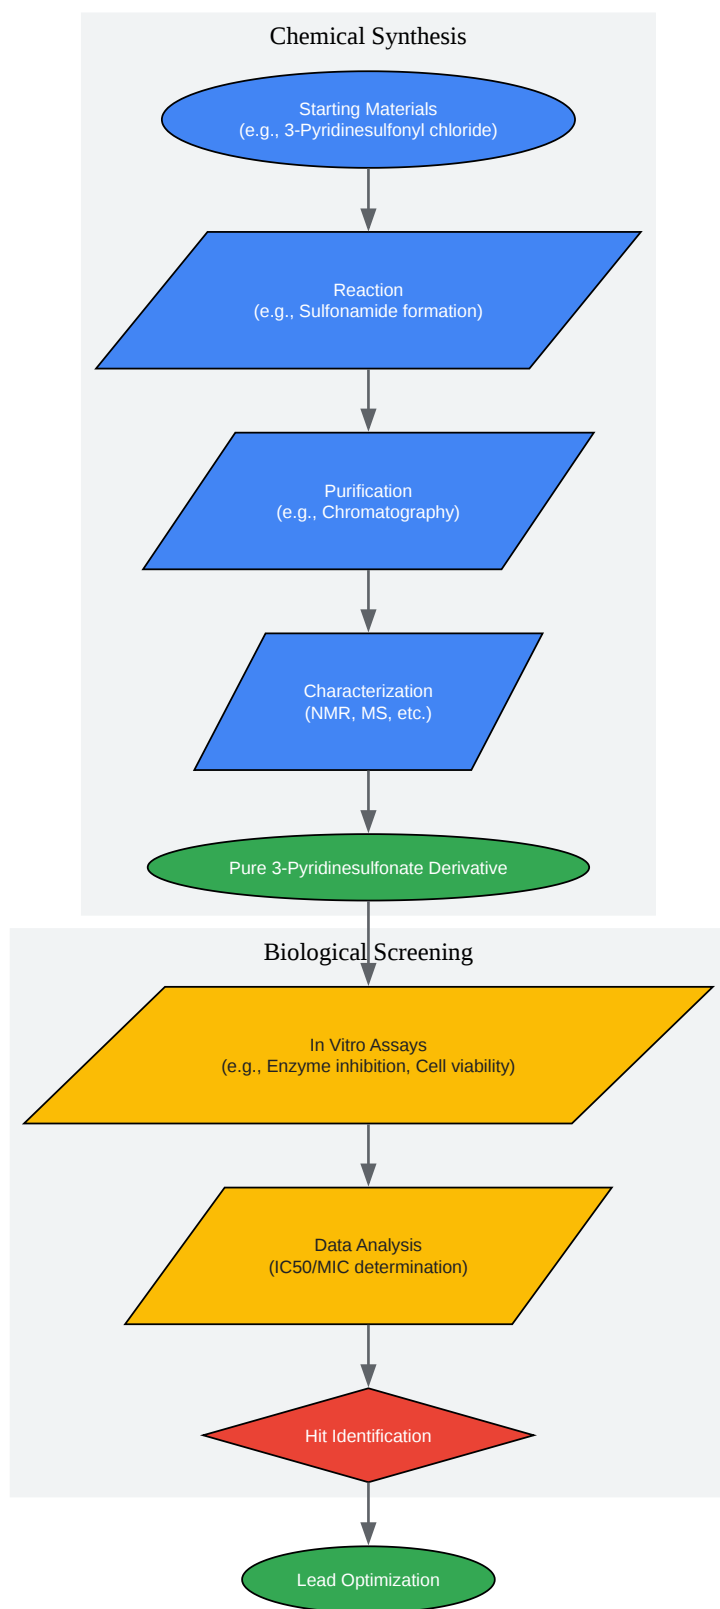 Chemical Synthesis
Starting Materials
(e.g., 3-Pyridinesulfonyl chloride)
Reaction
(e.g., Sulfonamide formation)
Purification
(e.g., Chromatography)
Characterization
(NMR, MS, etc.)
Pure 3-Pyridinesulfonate Derivative
Biological Screening
In Vitro Assays
(e.g., Enzyme inhibition, Cell viability)
Data Analysis
(IC50/MIC determination)
Hit Identification
Lead Optimization